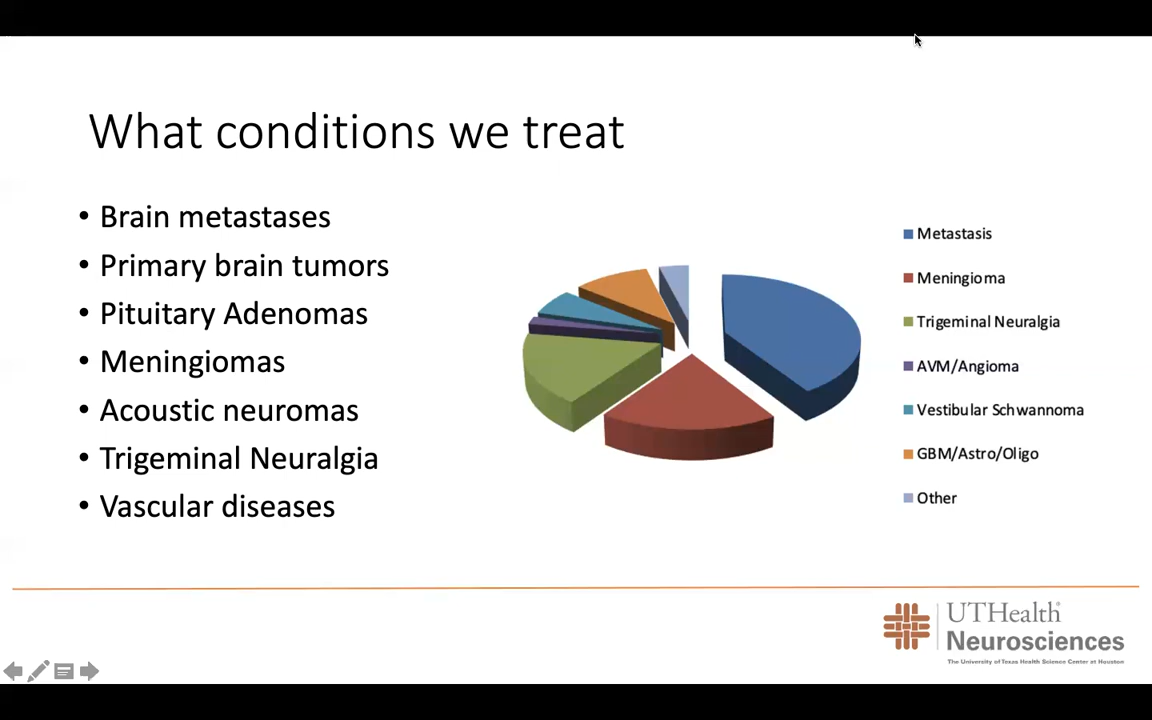 What conditions we treat
• Brain metastases
• Primary brain tumors
• Pituitary Adenomas
• Meningiomas
• Acoustic neuromas
• Trigeminal Neuralgia
• Vascular diseases
Metastasis
Meningioma
Trigeminal Neuralgia
AVM/Angioma
Vestibular Schwannoma
GBM/Astro/Oligo
Other
UTHealth®
Neurosciences
The University of Texas Health Science Center at Houston